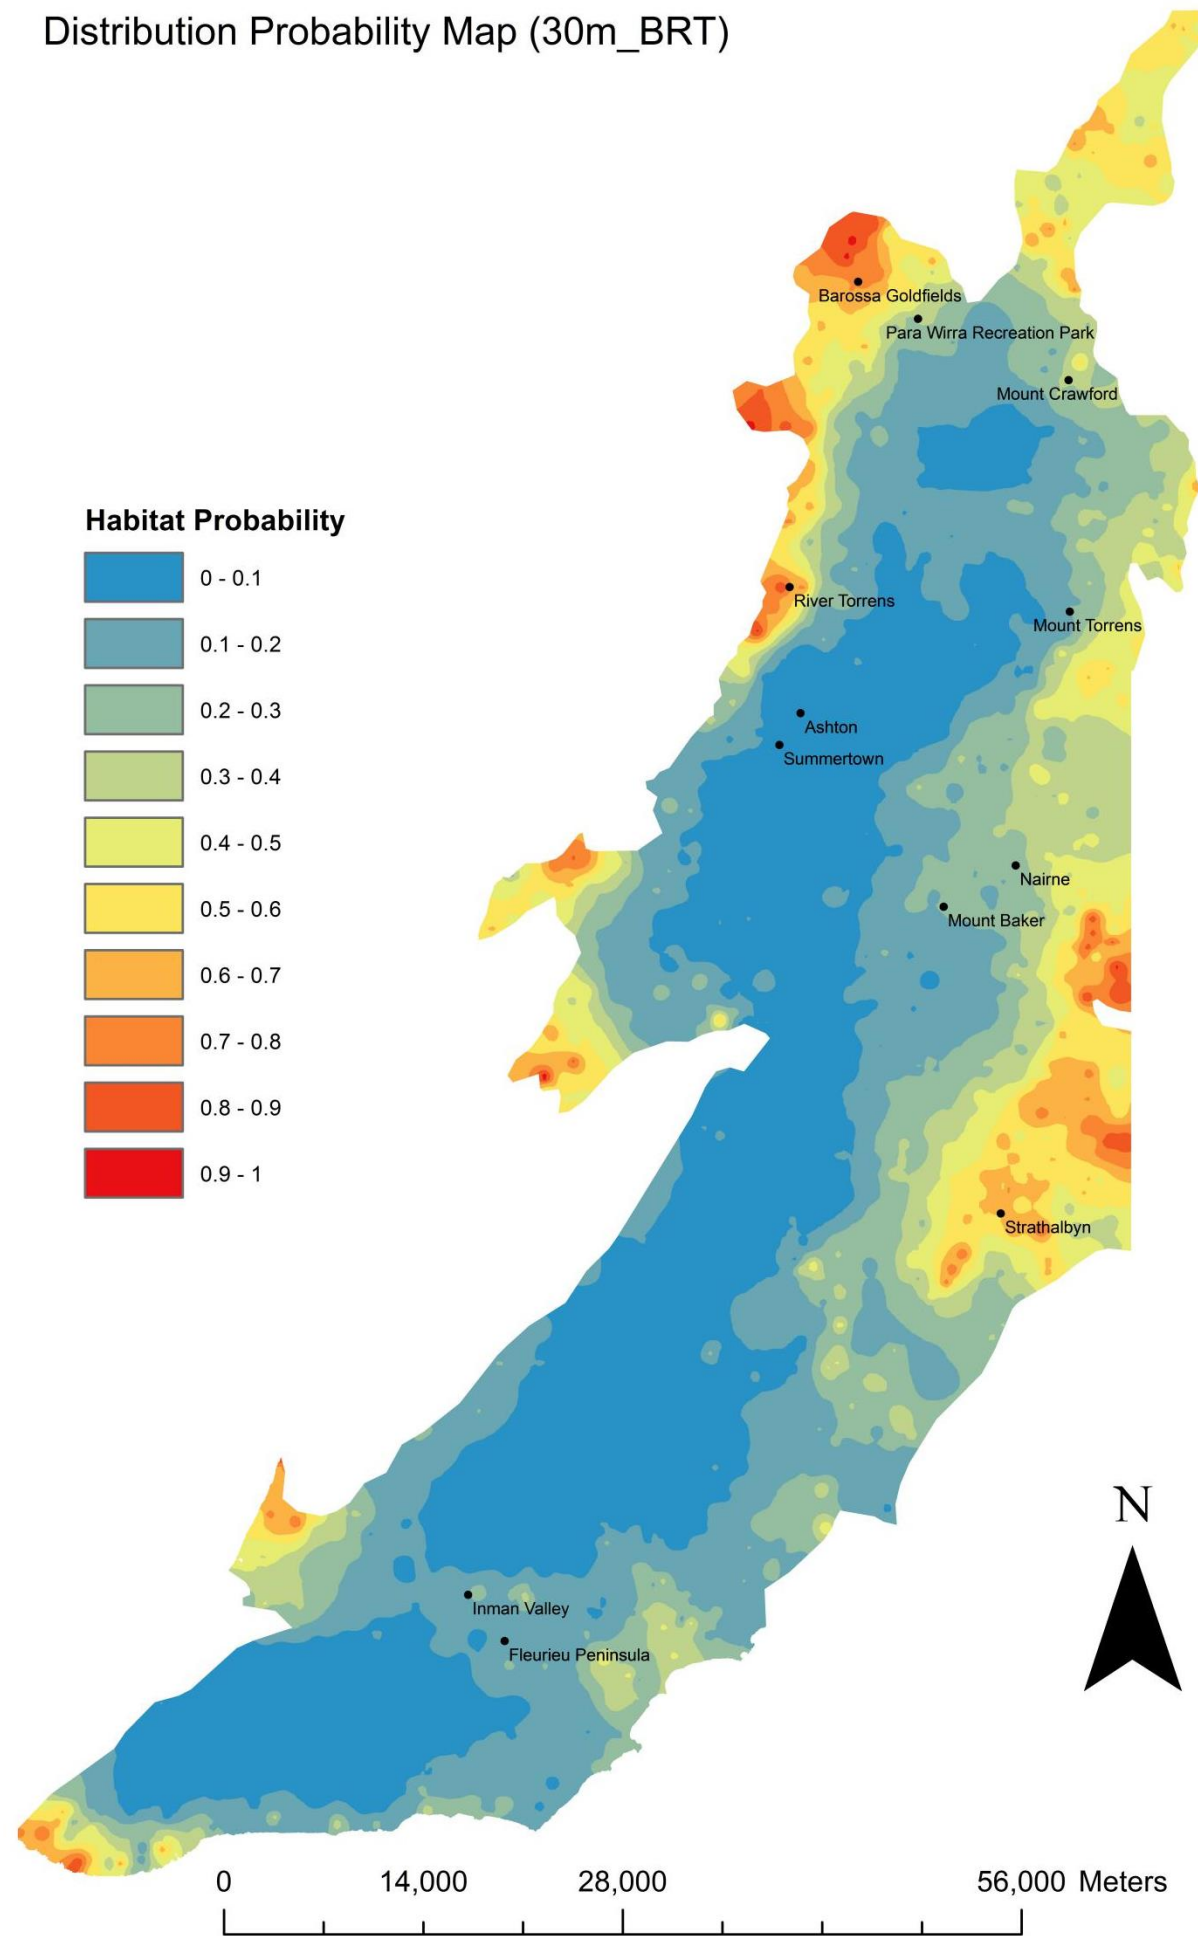 Distribution Probability Map (30m_BRT)
Barossa Goldfields
Para Wirra Recreation Park
Mount Crawford
Habitat Probability
0 - 0.1
0.1 - 0.2
0.2 - 0.3
0.3 - 0.4
0.4 - 0.5
0.5 - 0.6
0.6 - 0.7
0.7 - 0.8
0.8 - 0.9
0.9 - 1
River Torrens
Mount Torrens
Ashton
Summertown
Nairne
Mount Baker
Strathalbyn
N
Inman Valley
Fleurieu Peninsula
0 14,000 28,000 56,000 Meters